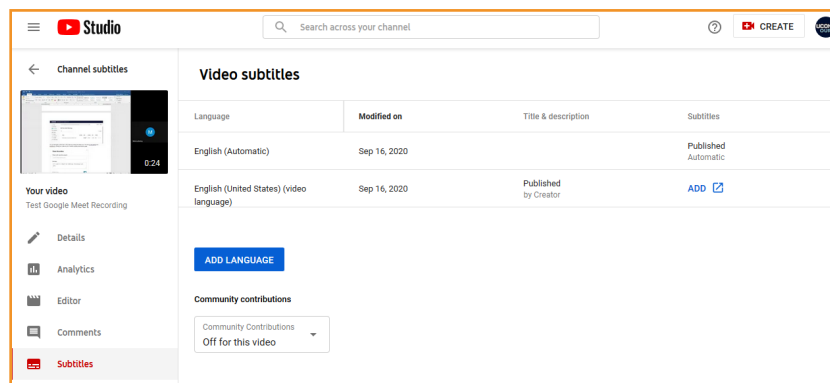 Studio
Search across your channel
CREATE
Channel subtitles
0:24
Your video
Test Google Meet Recording
Details
Analytics
Editor
Comments
Subtitles
Video subtitles
Language Modified on Title & description Subtitles
English (Automatic) Sep 16, 2020 Published
Automatic
English (United States) (video Sep 16, 2020 Published ADD
language) by Creator
ADD LANGUAGE
Community contributions
Community Contributions
Off for this video